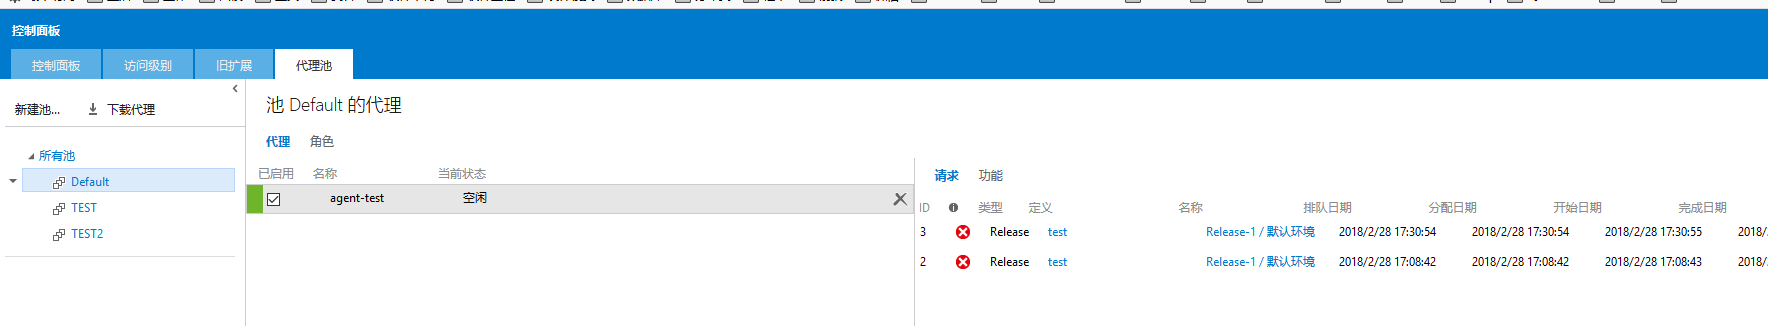 控制面板
控制面板 访问级别 旧扩展 代理池
新建池... 下载代理
所有池
Default
TEST
TEST2
池 Default 的代理
代理 角色
已启用 名称 当前状态
agent-test 空闲
请求 功能
ID 类型 定义 名称 排队日期 分配日期 开始日期 完成日期
3 Release test Release-1 / 默认环境 2018/2/28 17:30:54 2018/2/28 17:30:54 2018/2/28 17:30:55 2018/
2 Release test Release-1 / 默认环境 2018/2/28 17:08:42 2018/2/28 17:08:42 2018/2/28 17:08:43 2018/